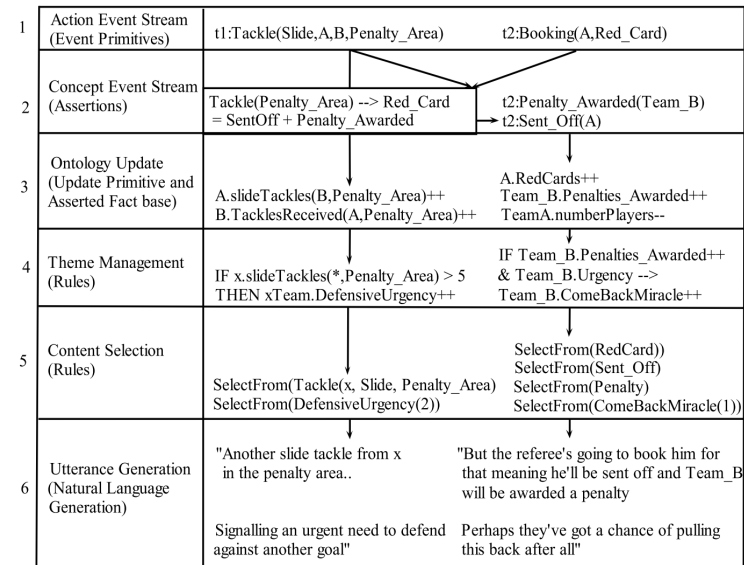 1
Action Event Stream
(Event Primitives)
t1:Tackle(Slide,A,B,Penalty_Area)
t2:Booking(A,Red_Card)
2
Concept Event Stream
(Assertions)
Tackle(Penalty_Area) --> Red_Card
= SentOff + Penalty_Awarded
t2:Penalty_Awarded(Team_B)
t2:Sent_Off(A)
3
Ontology Update
(Update Primitive and
Asserted Fact base)
A.slideTackles(B,Penalty_Area)++
B.TacklesReceived(A,Penalty_Area)++
A.RedCards++
Team_B.Penalties_Awarded++
TeamA.numberPlayers--
4
Theme Management
(Rules)
IF x.slideTackles(*,Penalty_Area) > 5
THEN xTeam.DefensiveUrgency++
IF Team_B.Penalties_Awarded++
& Team_B.Urgency -->
Team_B.ComeBackMiracle++
5
Content Selection
(Rules)
SelectFrom(Tackle(x, Slide, Penalty_Area)
SelectFrom(DefensiveUrgency(2))
SelectFrom(RedCard))
SelectFrom(Sent_Off)
SelectFrom(Penalty)
SelectFrom(ComeBackMiracle(1))
6
Utterance Generation
(Natural Language
Generation)
"Another slide tackle from x
in the penalty area..
Signalling an urgent need to defend
against another goal"
"But the referee's going to book him for
that meaning he'll be sent off and Team_B
will be awarded a penalty
Perhaps they've got a chance of pulling
this back after all"